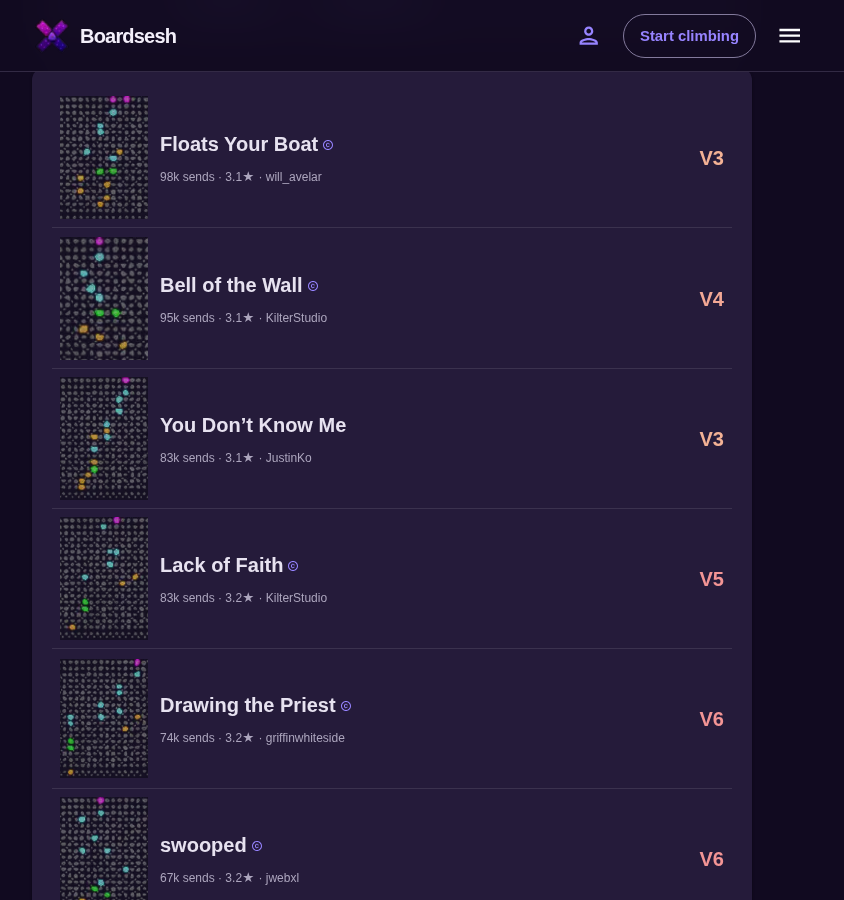 Boardsesh
Start climbing
Floats Your Boat ©
98k sends · 3.1★ · will_avelar
V3
Bell of the Wall ©
95k sends · 3.1★ · KilterStudio
V4
You Don’t Know Me
83k sends · 3.1★ · JustinKo
V3
Lack of Faith ©
83k sends · 3.2★ · KilterStudio
V5
Drawing the Priest ©
74k sends · 3.2★ · griffinwhiteside
V6
swooped ©
67k sends · 3.2★ · jwebxl
V6